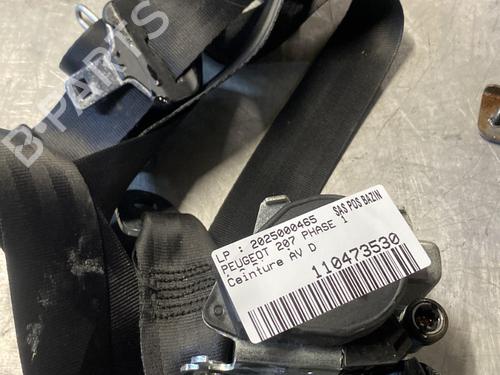 B-PARTS
SAS POS BAZIN
LP : 2025000465
PEUGEOT 207 PHASE 1
Ceinture AV D
110473530